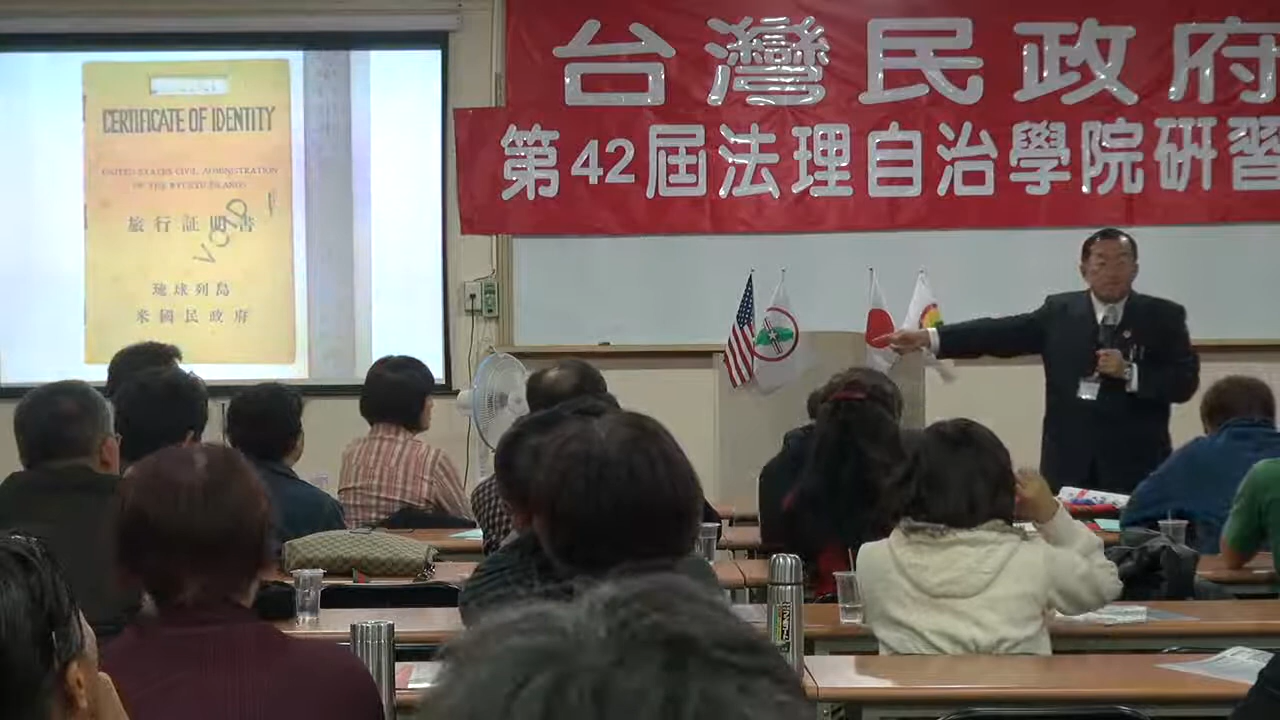 台灣民政府
第42屆法理自治學院研習
CERTIFICATE OF IDENTITY
UNITED STATES CIVIL ADMINISTRATION
OF THE RYUKYU ISLANDS
旅行証明書
VOID
琉球列島
米國民政府